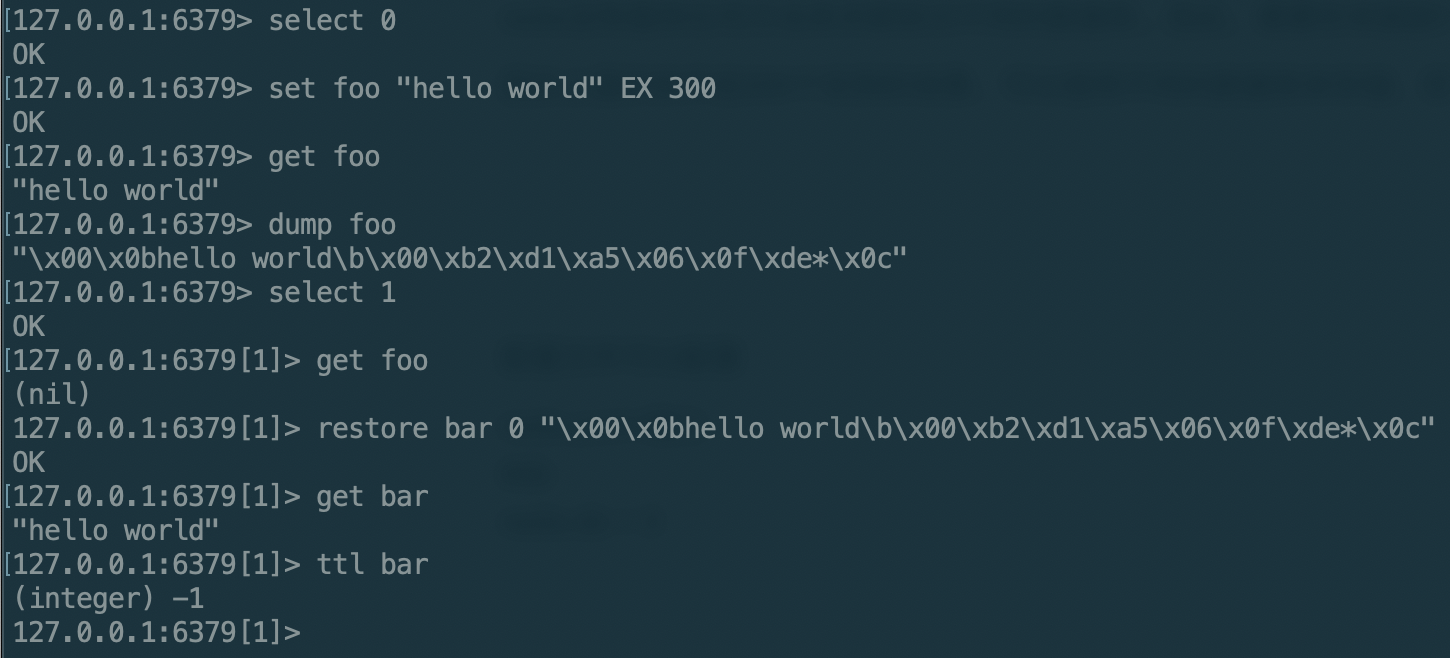 [127.0.0.1:6379> select 0
OK
[127.0.0.1:6379> set foo "hello world" EX 300
OK
[127.0.0.1:6379> get foo
"hello world"
[127.0.0.1:6379> dump foo
"\x00\x0bhello world\b\x00\xb2\xd1\xa5\x06\x0f\xde*\x0c"
[127.0.0.1:6379> select 1
OK
[127.0.0.1:6379[1]> get foo
(nil)
127.0.0.1:6379[1]> restore bar 0 "\x00\x0bhello world\b\x00\xb2\xd1\xa5\x06\x0f\xde*\x0c"
OK
[127.0.0.1:6379[1]> get bar
"hello world"
[127.0.0.1:6379[1]> ttl bar
(integer) -1
127.0.0.1:6379[1]>